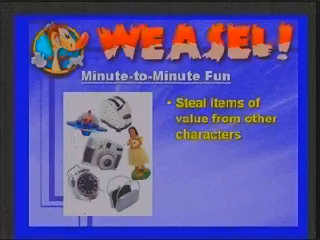 WEASEL!
Minute-to-Minute Fun
• Steal items of
value from other
characters